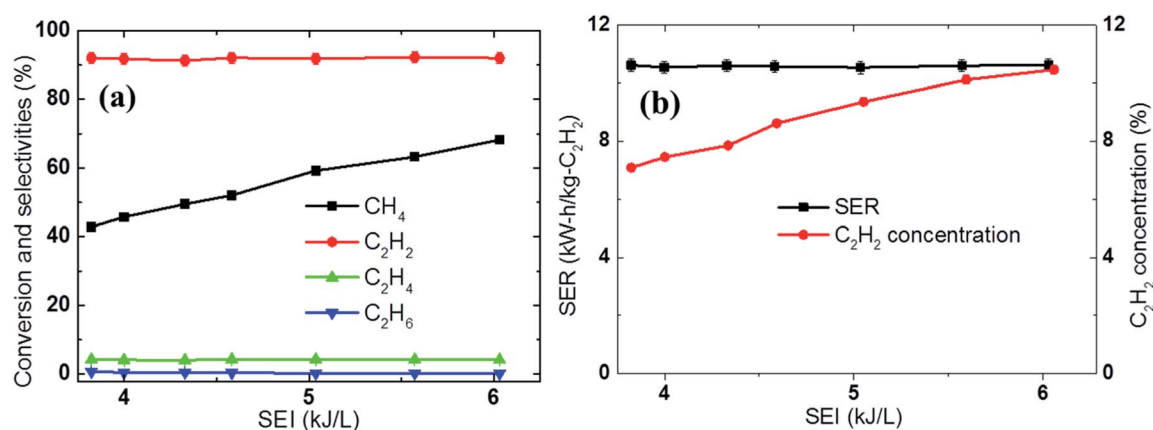 (a)
Conversion and selectivities (%)
100
80
60
40
20
0
CH4
C2H2
C2H4
C2H6
4
5
6
SEI (kJ/L)
(b)
SER (kW-h/kg-C2H2)
12
8
4
0
SER
C2H2 concentration
12
8
4
0
C2H2 concentration (%)
4
5
6
SEI (kJ/L)